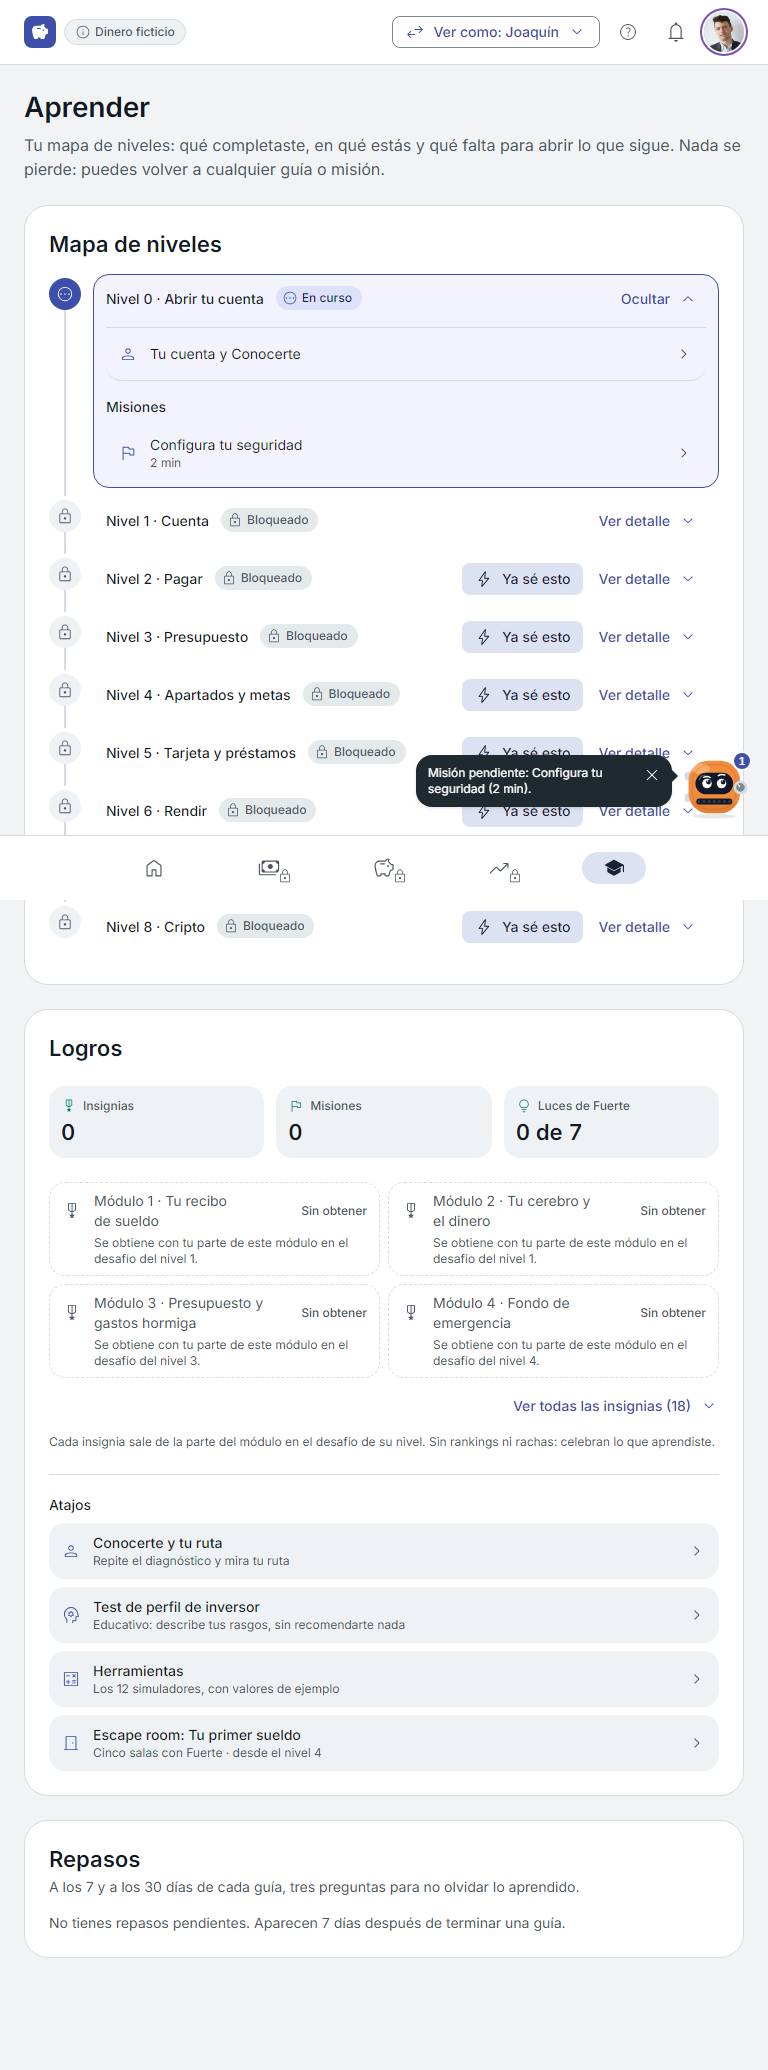 Dinero ficticio
Ver como: Joaquín
Aprender
Tu mapa de niveles: qué completaste, en qué estás y qué falta para abrir lo que sigue. Nada se
pierde: puedes volver a cualquier guía o misión.
Mapa de niveles
Nivel 0 · Abrir tu cuenta
En curso
Ocultar
Tu cuenta y Conocerte
Misiones
Configura tu seguridad
2 min
Nivel 1 · Cuenta
Bloqueado
Ver detalle
Nivel 2 · Pagar
Bloqueado
Ya sé esto
Ver detalle
Nivel 3 · Presupuesto
Bloqueado
Ya sé esto
Ver detalle
Nivel 4 · Apartados y metas
Bloqueado
Ya sé esto
Ver detalle
Nivel 5 · Tarjeta y préstamos
Bloqueado
Ya sé esto
Ver detalle
Misión pendiente: Configura tu
seguridad (2 min).
1
Nivel 6 · Rendir
Bloqueado
Ya sé esto
Ver detalle
Nivel 8 · Cripto
Bloqueado
Ya sé esto
Ver detalle
Logros
Insignias
0
Misiones
0
Luces de Fuerte
0 de 7
Módulo 1 · Tu recibo
de sueldo
Sin obtener
Se obtiene con tu parte de este módulo en el
desafío del nivel 1.
Módulo 2 · Tu cerebro y
el dinero
Sin obtener
Se obtiene con tu parte de este módulo en el
desafío del nivel 1.
Módulo 3 · Presupuesto y
gastos hormiga
Sin obtener
Se obtiene con tu parte de este módulo en el
desafío del nivel 3.
Módulo 4 · Fondo de
emergencia
Sin obtener
Se obtiene con tu parte de este módulo en el
desafío del nivel 4.
Ver todas las insignias (18)
Cada insignia sale de la parte del módulo en el desafío de su nivel. Sin rankings ni rachas: celebran lo que aprendiste.
Atajos
Conocerte y tu ruta
Repite el diagnóstico y mira tu ruta
Test de perfil de inversor
Educativo: describe tus rasgos, sin recomendarte nada
Herramientas
Los 12 simuladores, con valores de ejemplo
Escape room: Tu primer sueldo
Cinco salas con Fuerte · desde el nivel 4
Repasos
A los 7 y a los 30 días de cada guía, tres preguntas para no olvidar lo aprendido.
No tienes repasos pendientes. Aparecen 7 días después de terminar una guía.